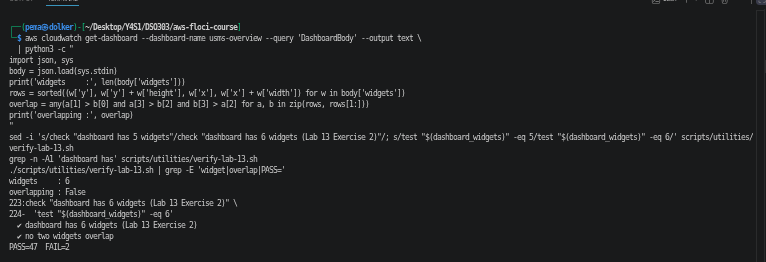 ┌──(pema㉿dolker)-[~/Desktop/Y4S1/DSO303/aws-floci-course]
└─$ aws cloudwatch get-dashboard --dashboard-name usms-overview --query 'DashboardBody' --output text \
  | python3 -c "
import json, sys
body = json.load(sys.stdin)
print('widgets     :', len(body['widgets']))
rows = sorted((w['y'], w['y'] + w['height'], w['x'], w['x'] + w['width']) for w in body['widgets'])
overlap = any(a[1] > b[0] and a[3] > b[2] and b[3] > a[2] for a, b in zip(rows, rows[1:]))
print('overlapping :', overlap)
"
sed -i 's/check "dashboard has 5 widgets"/check "dashboard has 6 widgets (Lab 13 Exercise 2)"/; s/test "$(dashboard_widgets)" -eq 5/test "$(dashboard_widgets)" -eq 6/' scripts/utilities/
verify-lab-13.sh
grep -n -A1 'dashboard has' scripts/utilities/verify-lab-13.sh
./scripts/utilities/verify-lab-13.sh | grep -E 'widget|overlap|PASS='
widgets     : 6
overlapping : False
223:check "dashboard has 6 widgets (Lab 13 Exercise 2)" \
224-  'test "$(dashboard_widgets)" -eq 6'
  ✔ dashboard has 6 widgets (Lab 13 Exercise 2)
  ✔ no two widgets overlap
PASS=47  FAIL=2